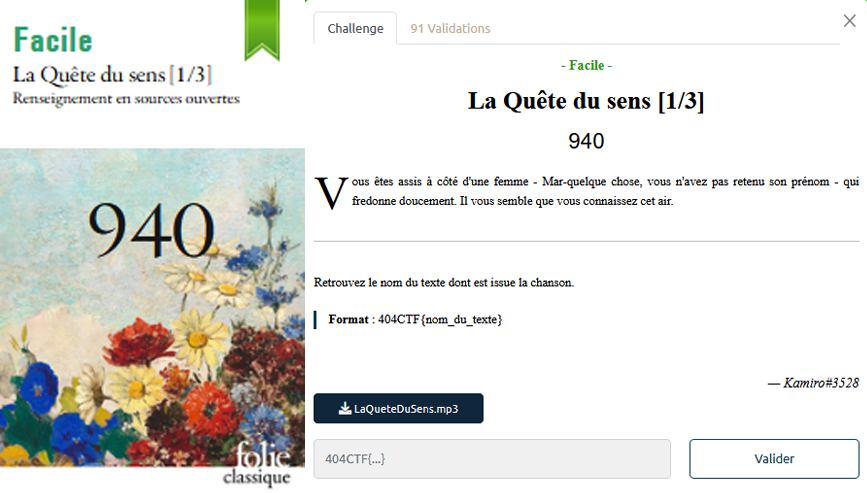 Facile
La Quête du sens [1/3]
Renseignement en sources ouvertes
940
folie
classique
Challenge
91 Validations
- Facile -
La Quête du sens [1/3]
940
Vous êtes assis à côté d'une femme - Mar-quelque chose, vous n'avez pas retenu son prénom - qui
fredonne doucement. Il vous semble que vous connaissez cet air.
Retrouvez le nom du texte dont est issue la chanson.
Format : 404CTF{nom_du_texte}
— Kamiro#3528
LaQueteDuSens.mp3
404CTF{...}
Valider